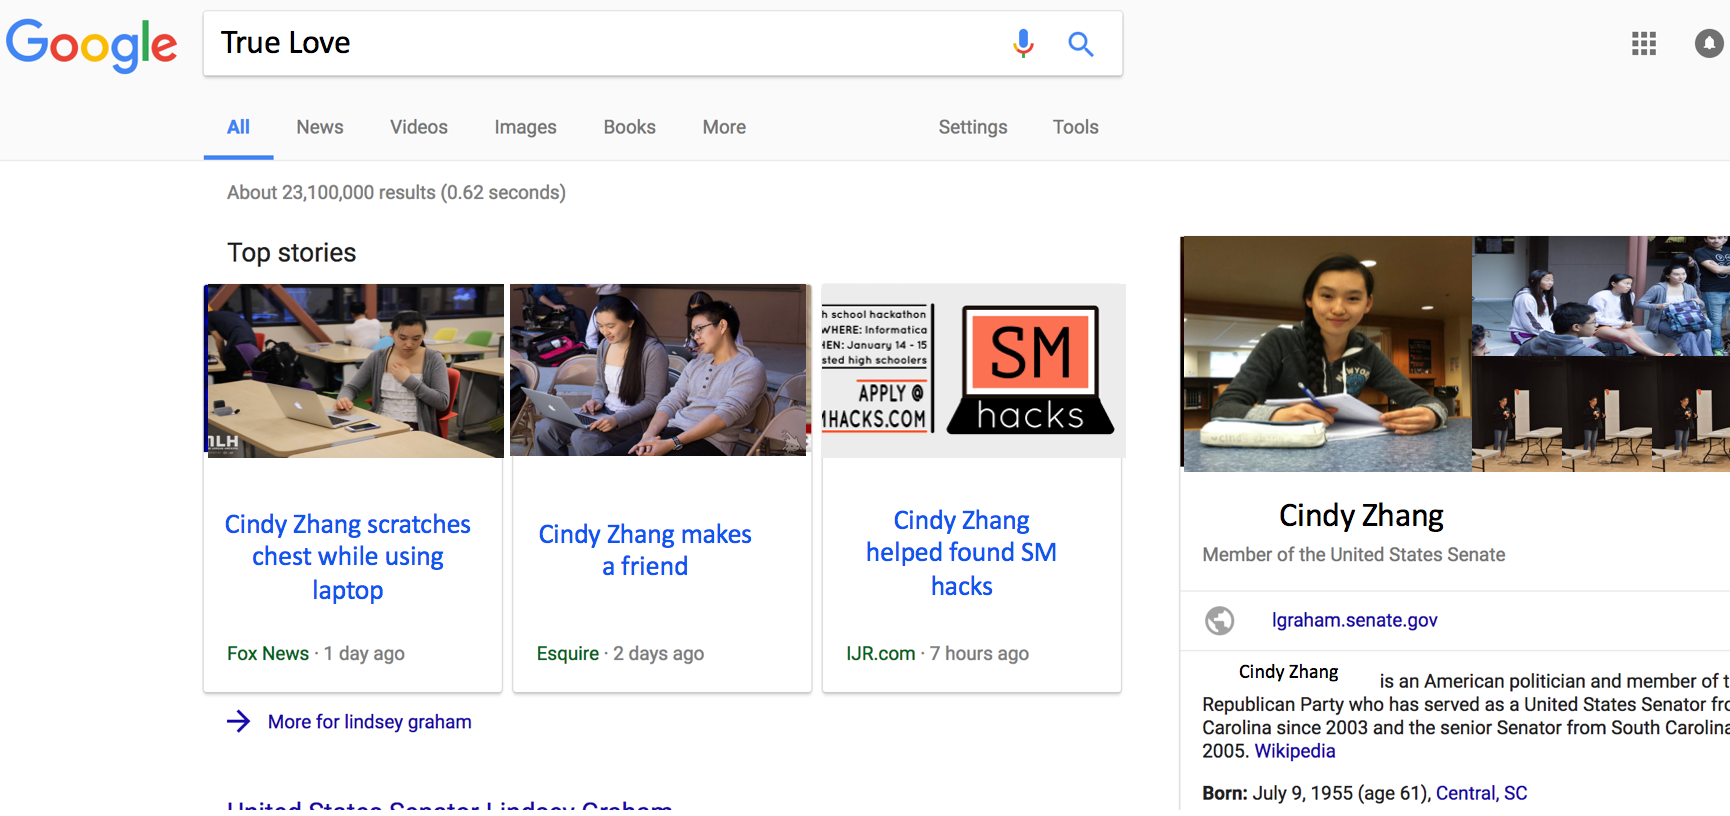 Google
True Love
All News Videos Images Books More Settings Tools
About 23,100,000 results (0.62 seconds)
Top stories
MLH
h school hackathon
WHERE: Informatica
HEN: January 14 - 15
sted high schoolers
APPLY @
MHACKS.COM
SM
hacks
Cindy Zhang scratches
chest while using
laptop
Fox News · 1 day ago
Cindy Zhang makes
a friend
Esquire · 2 days ago
Cindy Zhang
helped found SM
hacks
IJR.com · 7 hours ago
More for lindsey graham
United States Senator Lindsey Graham
Cindy Zhang
Member of the United States Senate
lgraham.senate.gov
Cindy Zhang is an American politician and member of t
Republican Party who has served as a United States Senator fro
Carolina since 2003 and the senior Senator from South Carolina
2005. Wikipedia
Born: July 9, 1955 (age 61), Central, SC